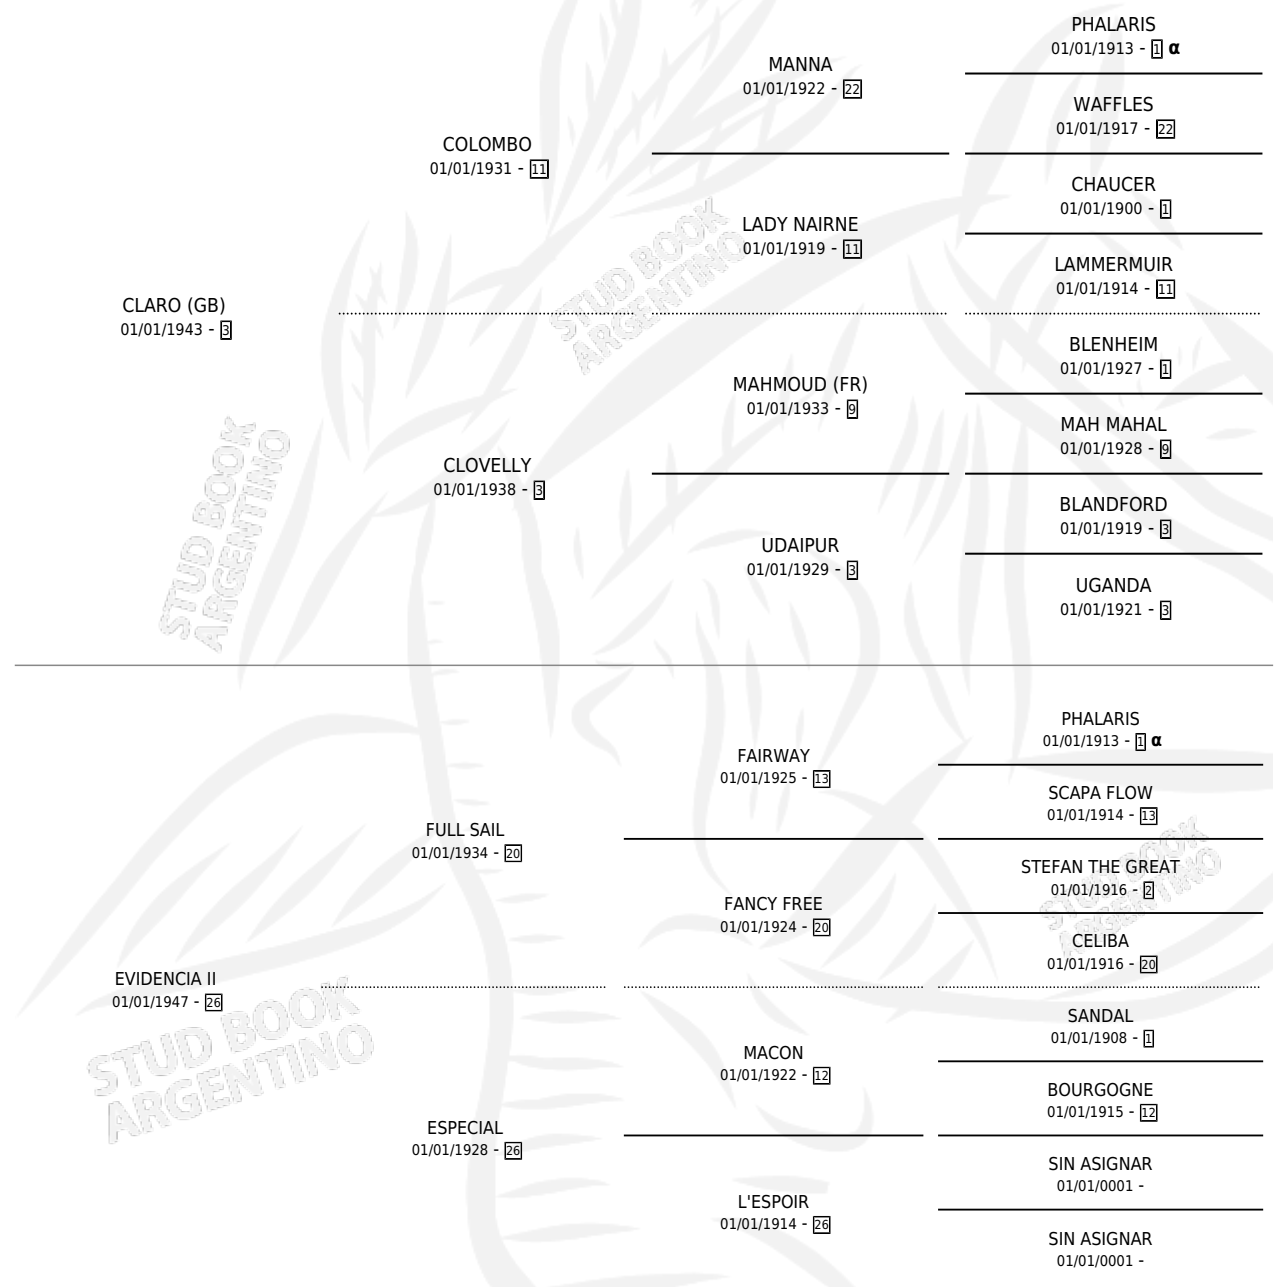 PHALARIS
01/01/1913 - 1 α
MANNA
01/01/1922 - 22
WAFFLES
01/01/1917 - 22
COLOMBO
01/01/1931 - 11
CHAUCER
01/01/1900 - 1
LADY NAIRNE
01/01/1919 - 11
LAMMERMUIR
01/01/1914 - 11
CLARO (GB)
01/01/1943 - 3
BLENHEIM
01/01/1927 - 1
MAHMOUD (FR)
01/01/1933 - 9
MAH MAHAL
01/01/1928 - 9
CLOVELLY
01/01/1938 - 3
BLANDFORD
01/01/1919 - 3
UDAIPUR
01/01/1929 - 3
UGANDA
01/01/1921 - 3
STUD BOOK
ARGENTINO
STUD BOOK
ARGENTINO
PHALARIS
01/01/1913 - 1 α
FAIRWAY
01/01/1925 - 13
SCAPA FLOW
01/01/1914 - 13
FULL SAIL
01/01/1934 - 20
STEFAN THE GREAT
01/01/1916 - 2
FANCY FREE
01/01/1924 - 20
CELIBA
01/01/1916 - 20
EVIDENCIA II
01/01/1947 - 26
SANDAL
01/01/1908 - 1
MACON
01/01/1922 - 12
BOURGOGNE
01/01/1915 - 12
ESPECIAL
01/01/1928 - 26
SIN ASIGNAR
01/01/0001 -
L'ESPOIR
01/01/1914 - 26
SIN ASIGNAR
01/01/0001 -
STUD BOOK
ARGENTINO
STUD BOOK
ARGENTINO